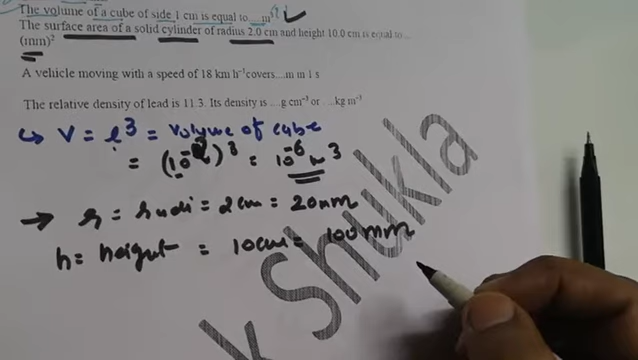 The volume of a cube of side 1 cm is equal to....m³
The surface area of a solid cylinder of radius 2.0 cm and height 10.0 cm is equal to...
(mm)²
A vehicle moving with a speed of 18 km h⁻¹covers....m in 1 s
The relative density of lead is 11.3. Its density is ....g cm⁻³ or ....kg m⁻³
↳ V = l³ = volume of cube
= (10⁻²)³ = 10⁻⁶ m³
→ r = radi = 2cm = 20mm
h = height = 10cm = 100mm
k Shukla